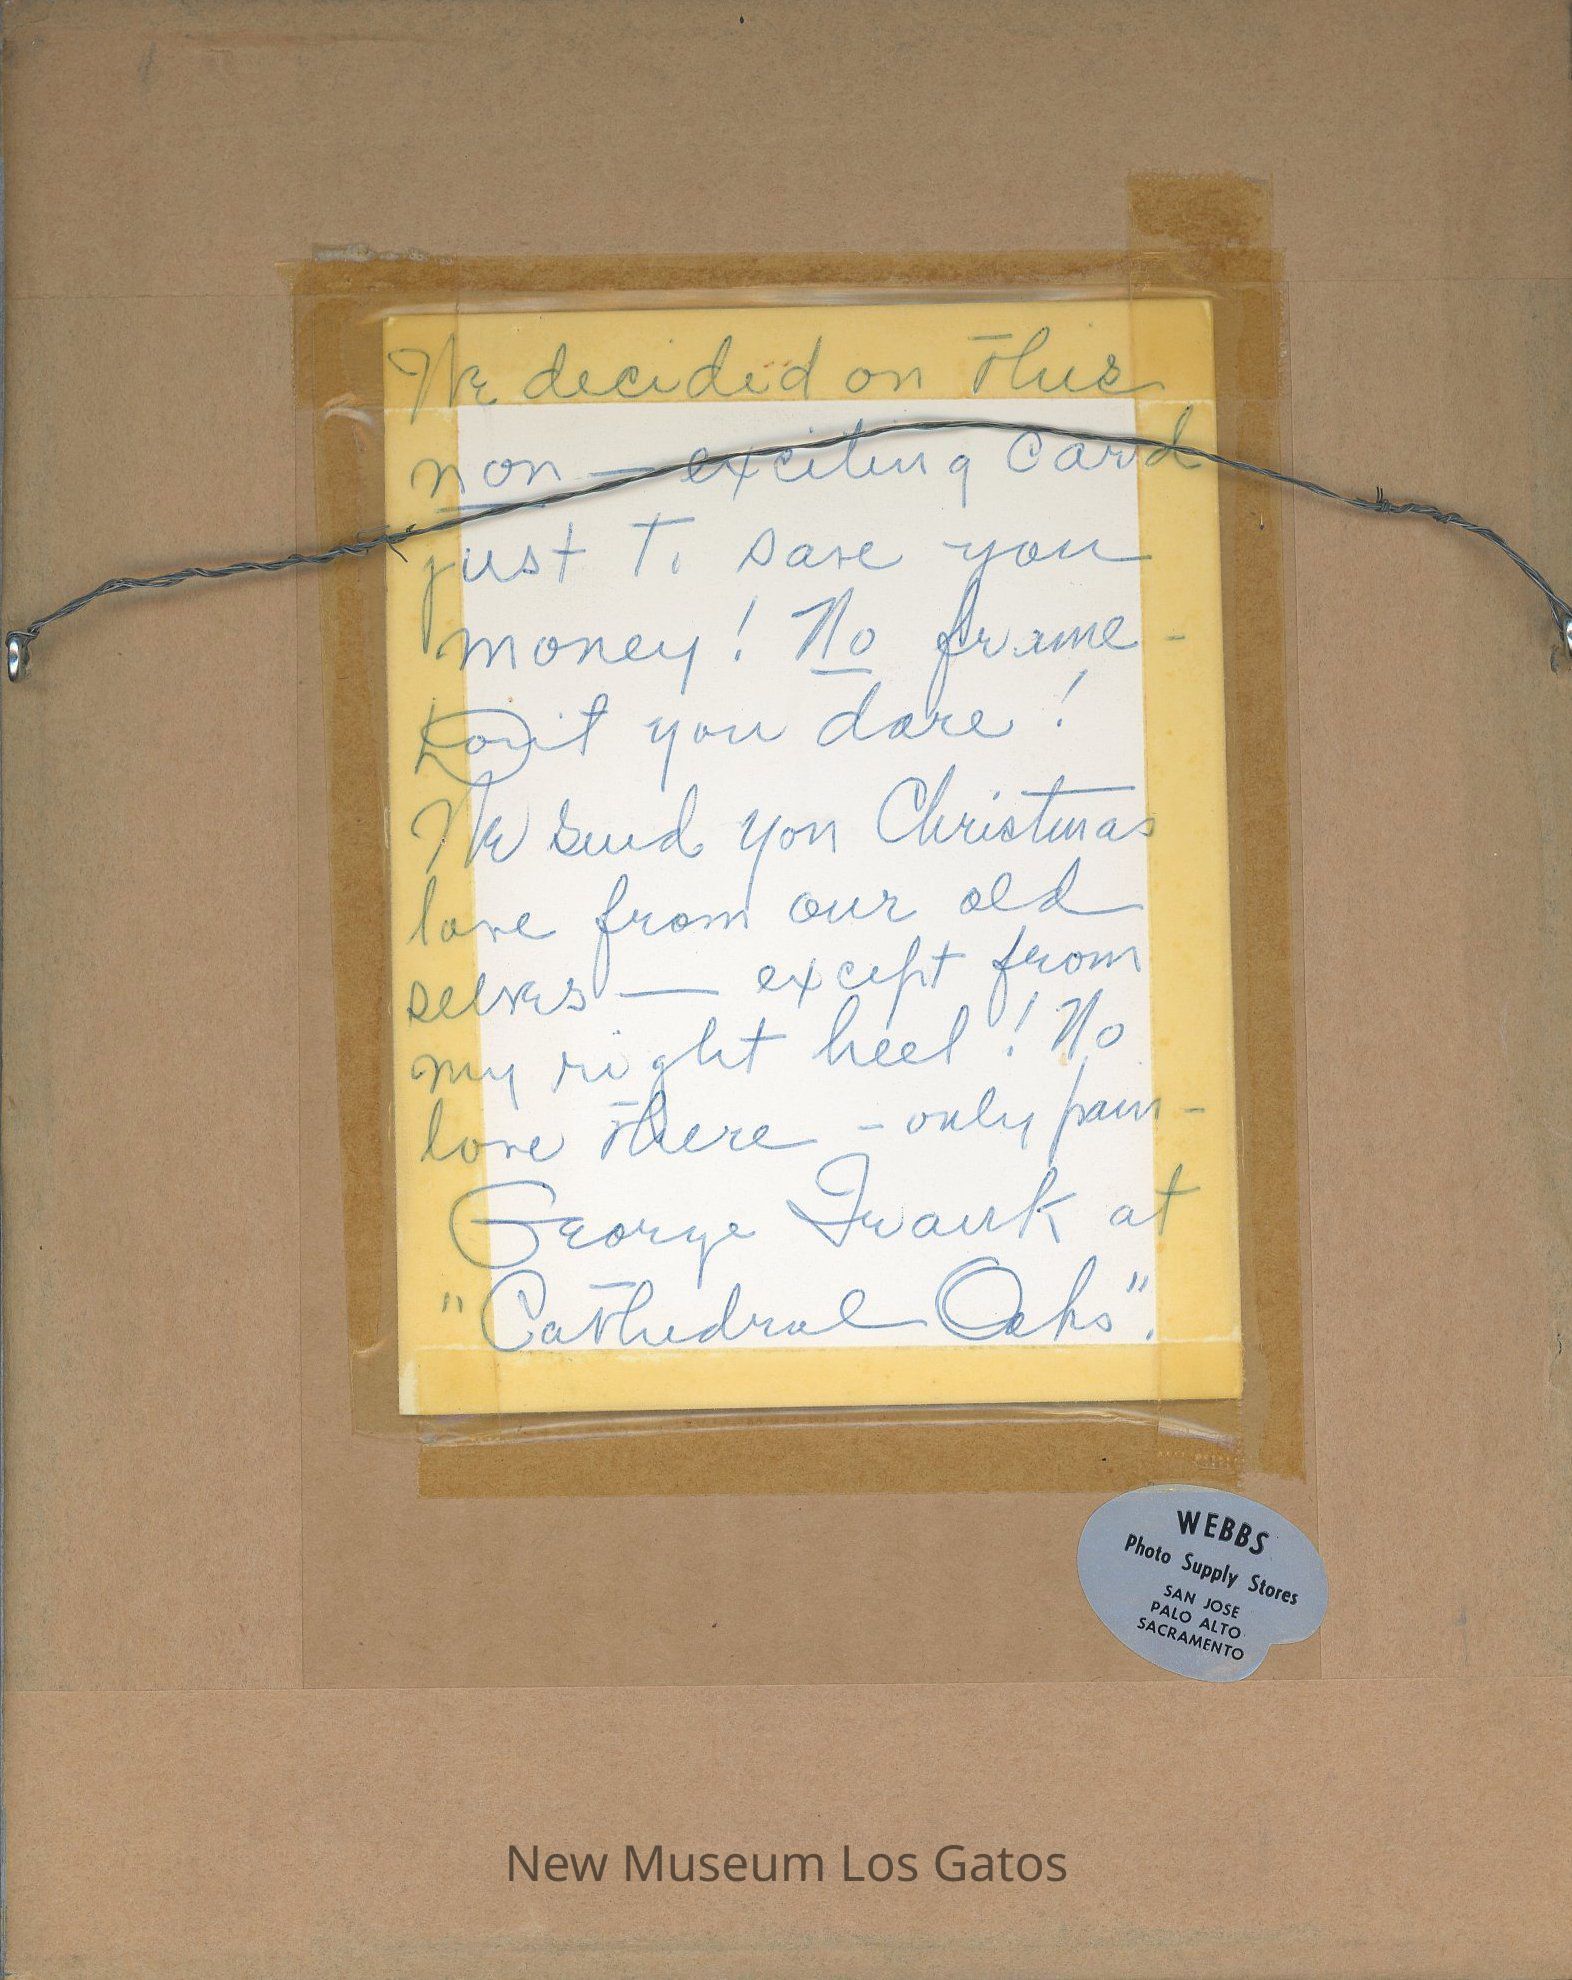 We decided on this
non — exciting card
just To save you
money! No frame -
Don't you dare!
We send you Christmas
love from our old
selves — except from
my right heel! No
love there - only pain -
George Frank at
"Cathedral Oaks".
WEBBS
Photo Supply Stores
SAN JOSE
PALO ALTO
SACRAMENTO
New Museum Los Gatos